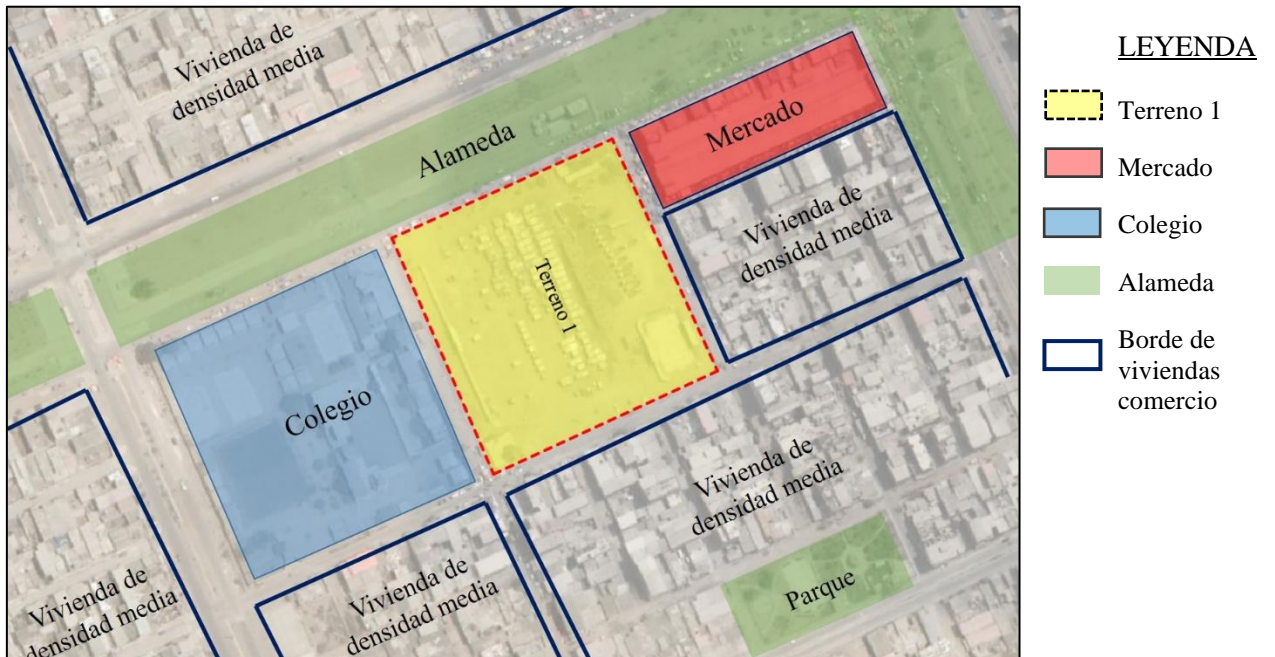 Vivienda de
densidad media
Alameda
Mercado
Vivienda de
densidad media
Terreno 1
Colegio
Vivienda de
densidad media
Vivienda de
densidad media
Vivienda de
densidad media
Parque
LEYENDA
Terreno 1
Mercado
Colegio
Alameda
Borde de
viviendas
comercio